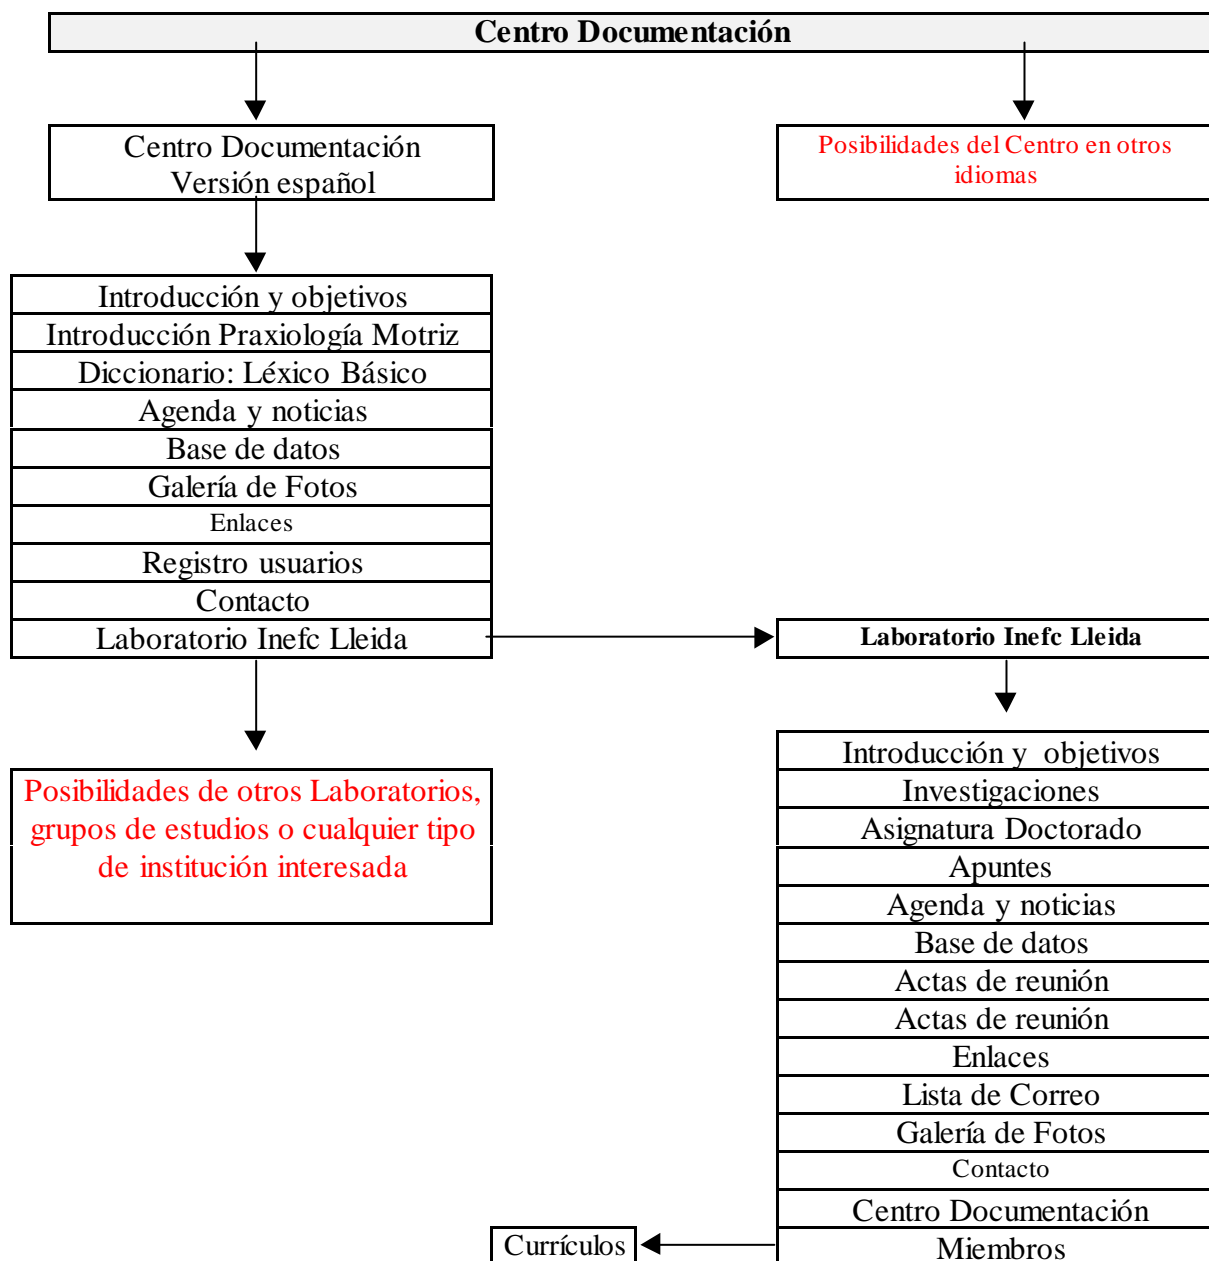 Centro Documentación
Centro Documentación
Versión español
Posibilidades del Centro en otros
idiomas
Introducción y objetivos
Introducción Praxiología Motriz
Diccionario: Léxico Básico
Agenda y noticias
Base de datos
Galería de Fotos
Enlaces
Registro usuarios
Contacto
Laboratorio Inefc Lleida
Posibilidades de otros Laboratorios,
grupos de estudios o cualquier tipo
de institución interesada
Laboratorio Inefc Lleida
Introducción y objetivos
Investigaciones
Asignatura Doctorado
Apuntes
Agenda y noticias
Base de datos
Actas de reunión
Actas de reunión
Enlaces
Lista de Correo
Galería de Fotos
Contacto
Centro Documentación
Miembros
Currículos